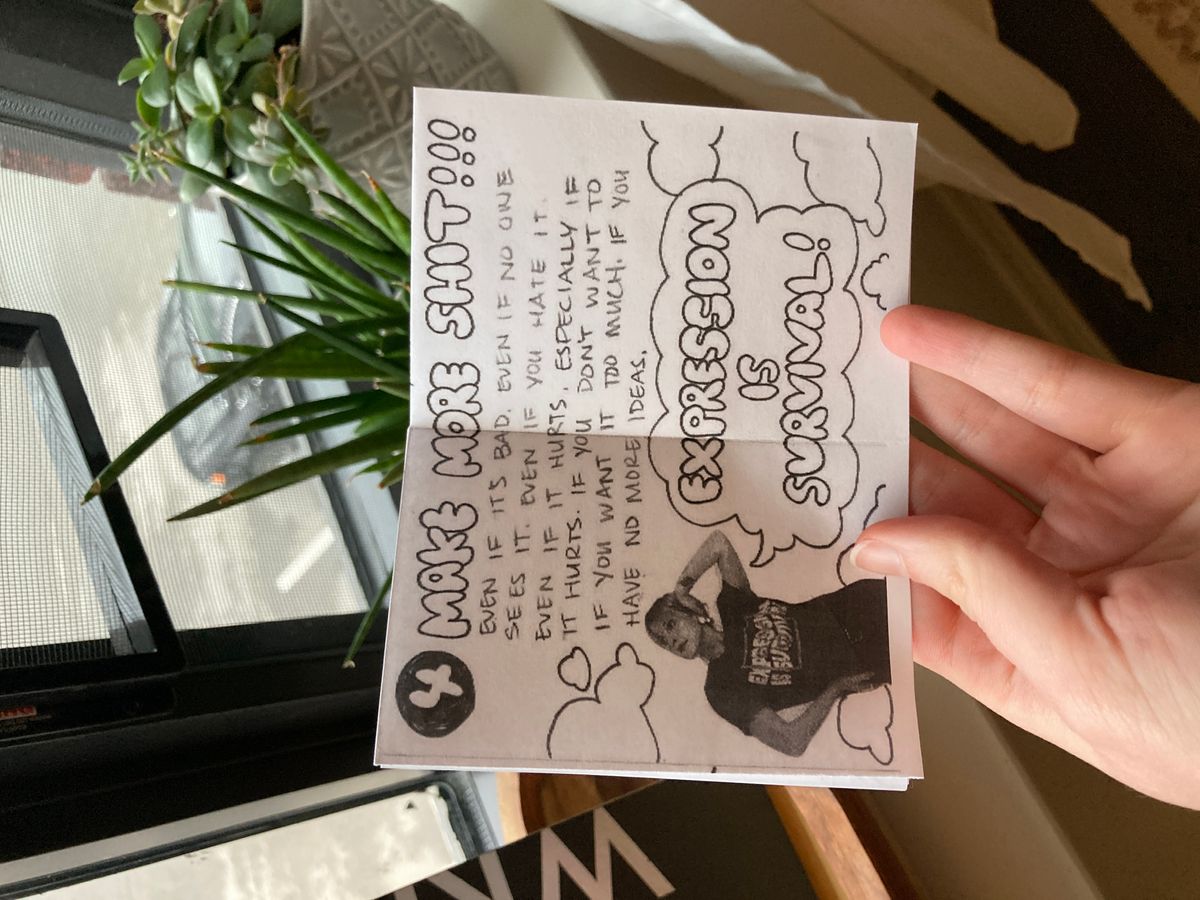 4 MAKE MORE SHIT!!!
EVEN IF ITS BAD. EVEN IF NO ONE
SEES IT. EVEN IF YOU HATE IT.
EVEN IF IT HURTS, ESPECIALLY IF
IT HURTS. IF YOU DON'T WANT TO
IF YOU WANT IT TOO MUCH. IF YOU
HAVE NO MORE IDEAS.
EXPRESSION
IS
SURVIVAL!
EXPRESSION
IS SURVIVAL